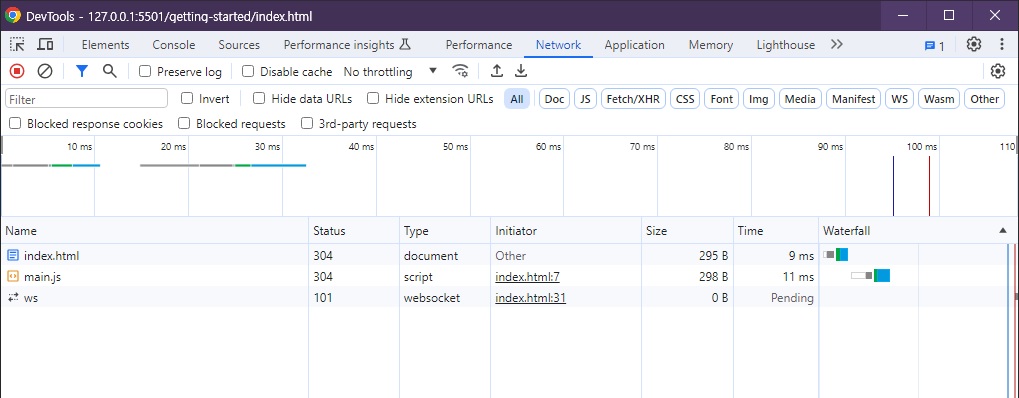 DevTools - 127.0.0.1:5501/getting-started/index.html
Elements Console Sources Performance insights Performance Network Application Memory Lighthouse 1
Preserve log Disable cache No throttling
Filter Invert Hide data URLs Hide extension URLs All Doc JS Fetch/XHR CSS Font Img Media Manifest WS Wasm Other
Blocked response cookies Blocked requests 3rd-party requests
10 ms 20 ms 30 ms 40 ms 50 ms 60 ms 70 ms 80 ms 90 ms 100 ms 110
Name Status Type Initiator Size Time Waterfall
index.html 304 document Other 295 B 9 ms
main.js 304 script index.html:7 298 B 11 ms
ws 101 websocket index.html:31 0 B Pending